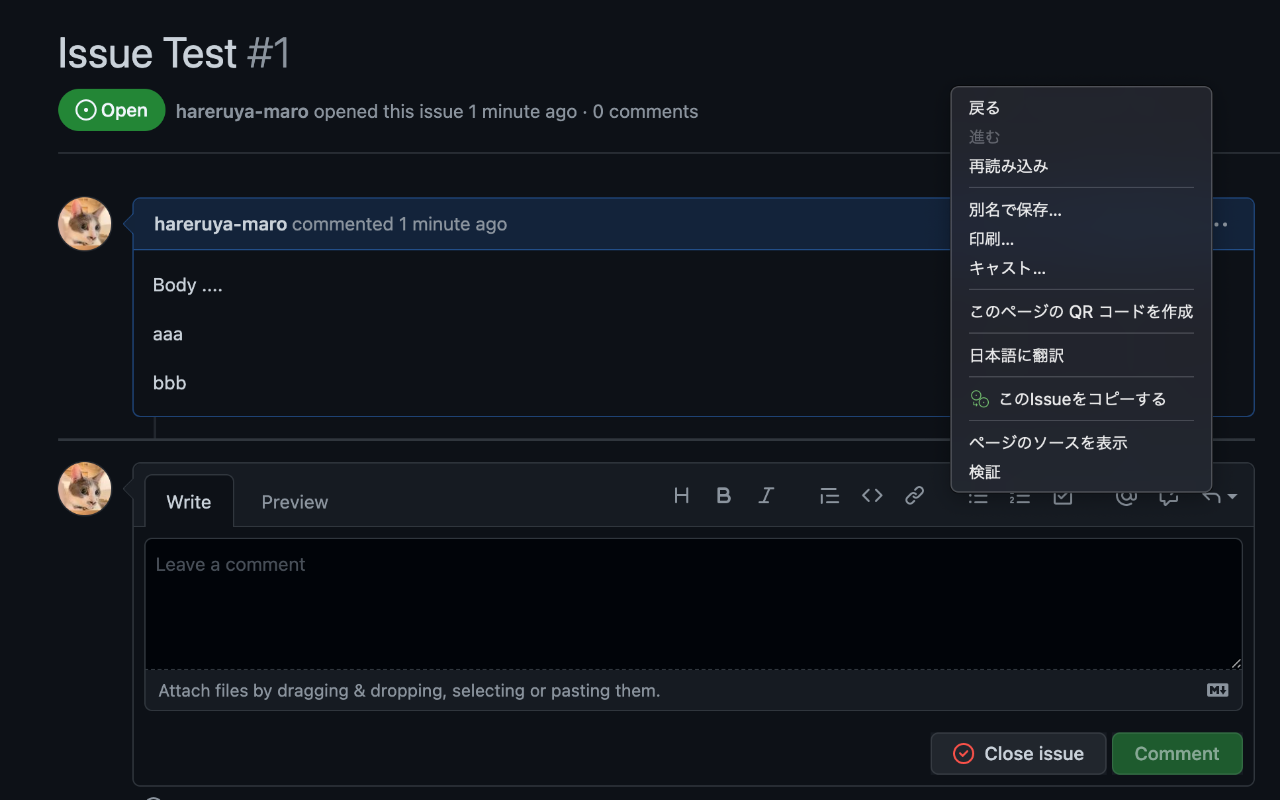 Issue Test #1
Open
hareruya-maro opened this issue 1 minute ago · 0 comments
hareruya-maro commented 1 minute ago
Body ....
aaa
bbb
戻る
進む
再読み込み
別名で保存...
印刷...
キャスト...
このページの QR コードを作成
日本語に翻訳
このIssueをコピーする
ページのソースを表示
検証
Write
Preview
H B I
Leave a comment
Attach files by dragging & dropping, selecting or pasting them.
Close issue
Comment